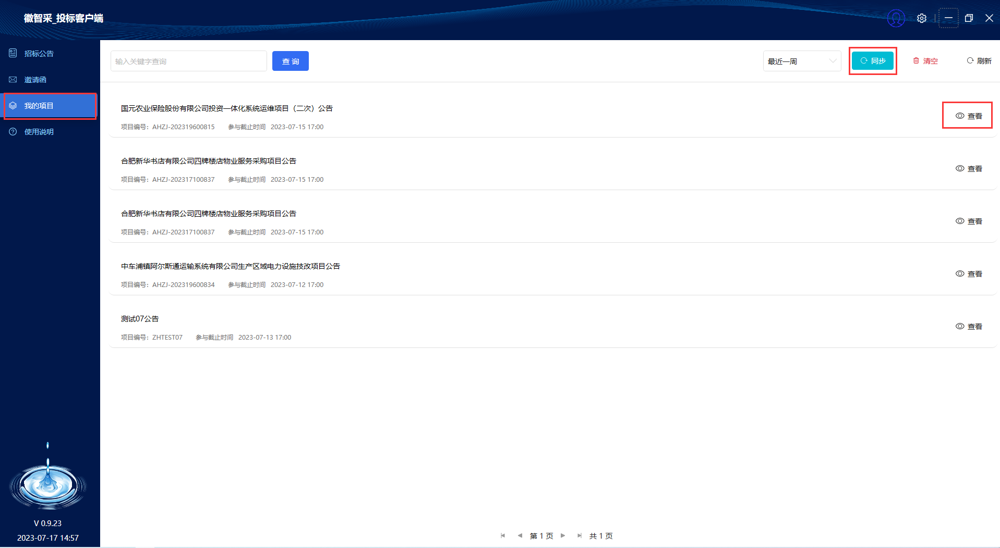 徽智采_投标客户端
招标公告
邀请函
我的项目
使用说明
输入关键字查询
查 询
最近一周
同步
清空
刷新
国元农业保险股份有限公司投资一体化系统运维项目（二次）公告
项目编号：AHZJ-202319600815 参与截止时间 2023-07-15 17:00
查看
合肥新华书店有限公司四牌楼店物业服务采购项目公告
项目编号：AHZJ-202317100837 参与截止时间 2023-07-15 17:00
查看
合肥新华书店有限公司四牌楼店物业服务采购项目公告
项目编号：AHZJ-202317100837 参与截止时间 2023-07-15 17:00
查看
中车浦镇阿尔斯通运输系统有限公司生产区域电力设施技改项目公告
项目编号：AHZJ-202319600834 参与截止时间 2023-07-12 17:00
查看
测试07公告
项目编号：ZHTEST07 参与截止时间 2023-07-13 17:00
查看
V 0.9.23
2023-07-17 14:57
第 1 页 共 1 页